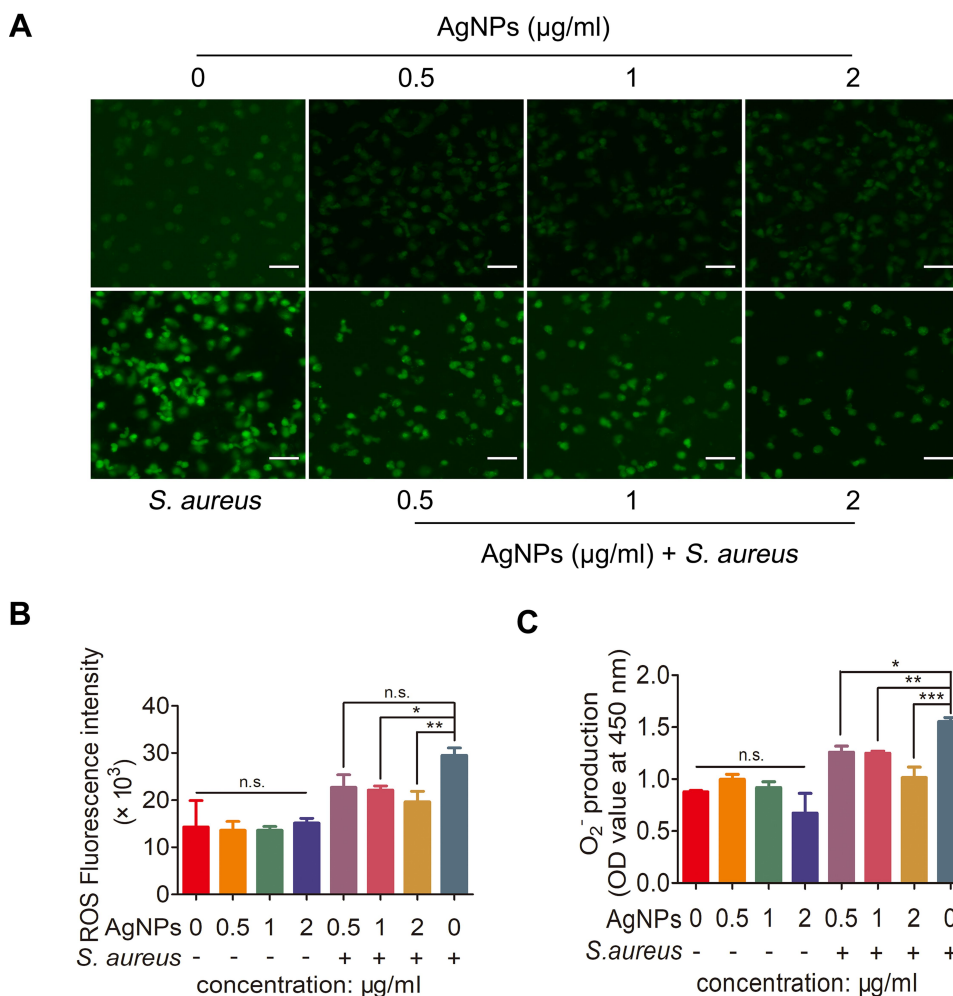 A
AgNPs (µg/ml)
0 0.5 1 2
S. aureus 0.5 1 2
AgNPs (µg/ml) + S. aureus
B
ROS Fluorescence intensity
(× 10³)
40
30
20
10
0
n.s.
n.s.
*
**
AgNPs 0 0.5 1 2 0.5 1 2 0
S. aureus - - - - + + + +
concentration: µg/ml
C
O₂⁻ production
(OD value at 450 nm)
2.0
1.5
1.0
0.5
0.0
n.s.
*
**
***
AgNPs 0 0.5 1 2 0.5 1 2 0
S.aureus - - - - + + + +
concentration: µg/ml